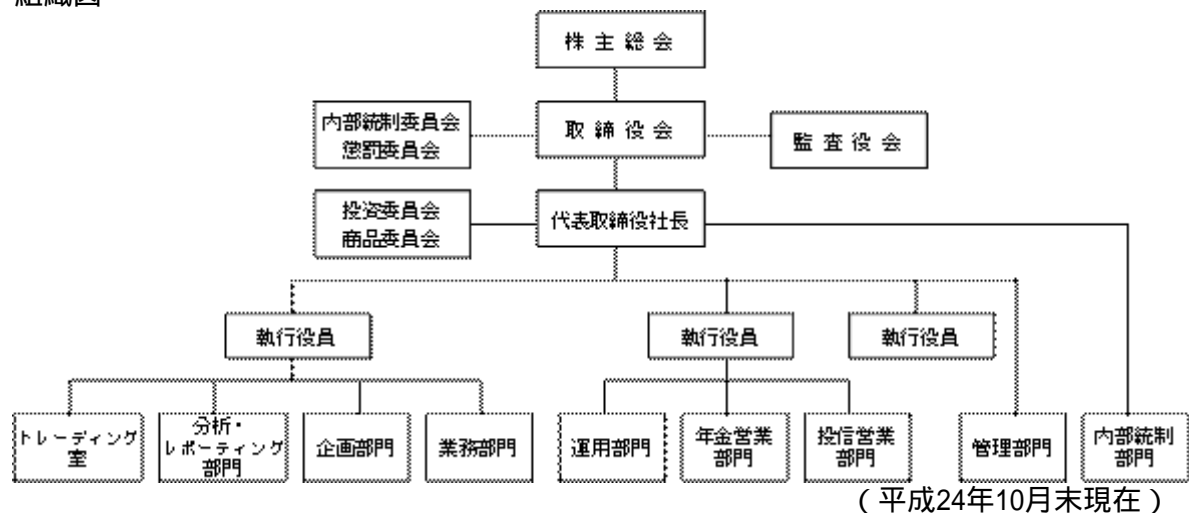 組織図
株主総会
内部統制委員会
懲罰委員会
取締役会
監査役会
投資委員会
商品委員会
代表取締役社長
執行役員
執行役員
執行役員
トレーディング
室
分析・
レポーティング
部門
企画部門
業務部門
運用部門
年金営業
部門
投信営業
部門
管理部門
内部統制
部門
(平成24年10月末現在)